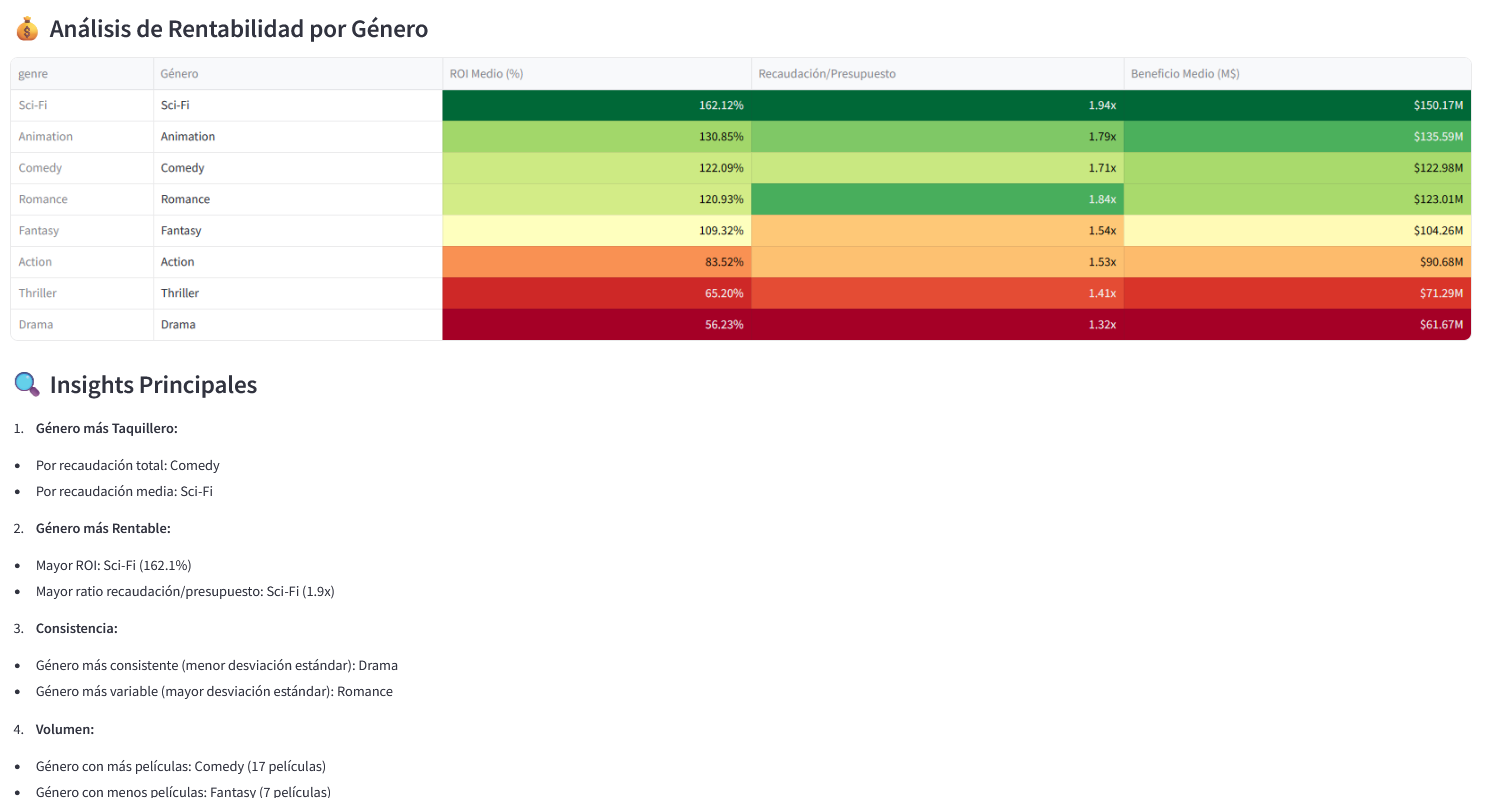 💰 Análisis de Rentabilidad por Género
genre Género ROI Medio (%) Recaudación/Presupuesto Beneficio Medio (M$)
Sci-Fi Sci-Fi 162.12% 1.94x $150.17M
Animation Animation 130.85% 1.79x $135.59M
Comedy Comedy 122.09% 1.71x $122.98M
Romance Romance 120.93% 1.84x $123.01M
Fantasy Fantasy 109.32% 1.54x $104.26M
Action Action 83.52% 1.53x $90.68M
Thriller Thriller 65.20% 1.41x $71.29M
Drama Drama 56.23% 1.32x $61.67M
🔍 Insights Principales
1. Género más Taquillero:
• Por recaudación total: Comedy
• Por recaudación media: Sci-Fi
2. Género más Rentable:
• Mayor ROI: Sci-Fi (162.1%)
• Mayor ratio recaudación/presupuesto: Sci-Fi (1.9x)
3. Consistencia:
• Género más consistente (menor desviación estándar): Drama
• Género más variable (mayor desviación estándar): Romance
4. Volumen:
• Género con más películas: Comedy (17 películas)
• Género con menos películas: Fantasy (7 películas)